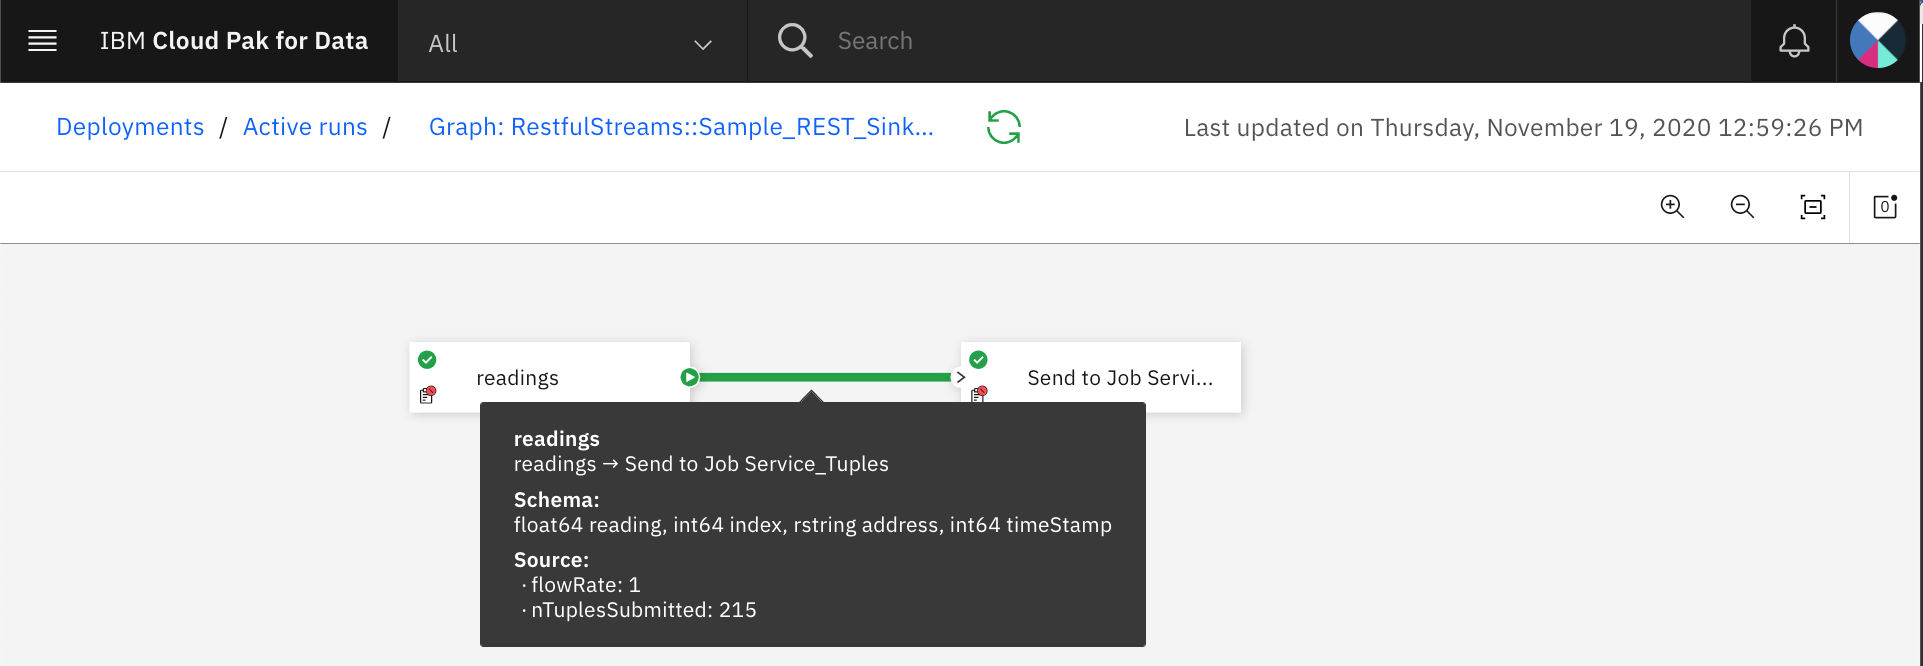 IBM Cloud Pak for Data
All
Search
Deployments / Active runs / Graph: RestfulStreams::Sample_REST_Sink...
Last updated on Thursday, November 19, 2020 12:59:26 PM
0
readings
Send to Job Servi...
readings
readings → Send to Job Service_Tuples
Schema:
float64 reading, int64 index, rstring address, int64 timeStamp
Source:
· flowRate: 1
· nTuplesSubmitted: 215